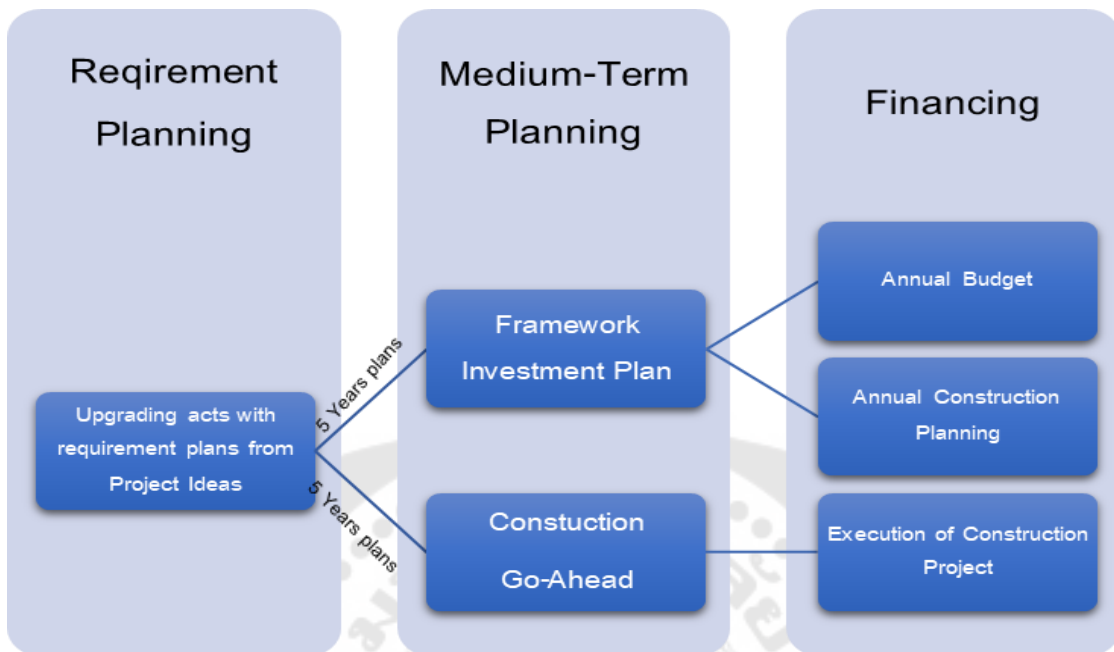 Reqirement
Planning
Upgrading acts with
requirement plans from
Project Ideas
5 Years plans
5 Years plans
Medium-Term
Planning
Framework
Investment Plan
Constuction
Go-Ahead
Financing
Annual Budget
Annual Construction
Planning
Execution of Construction
Project